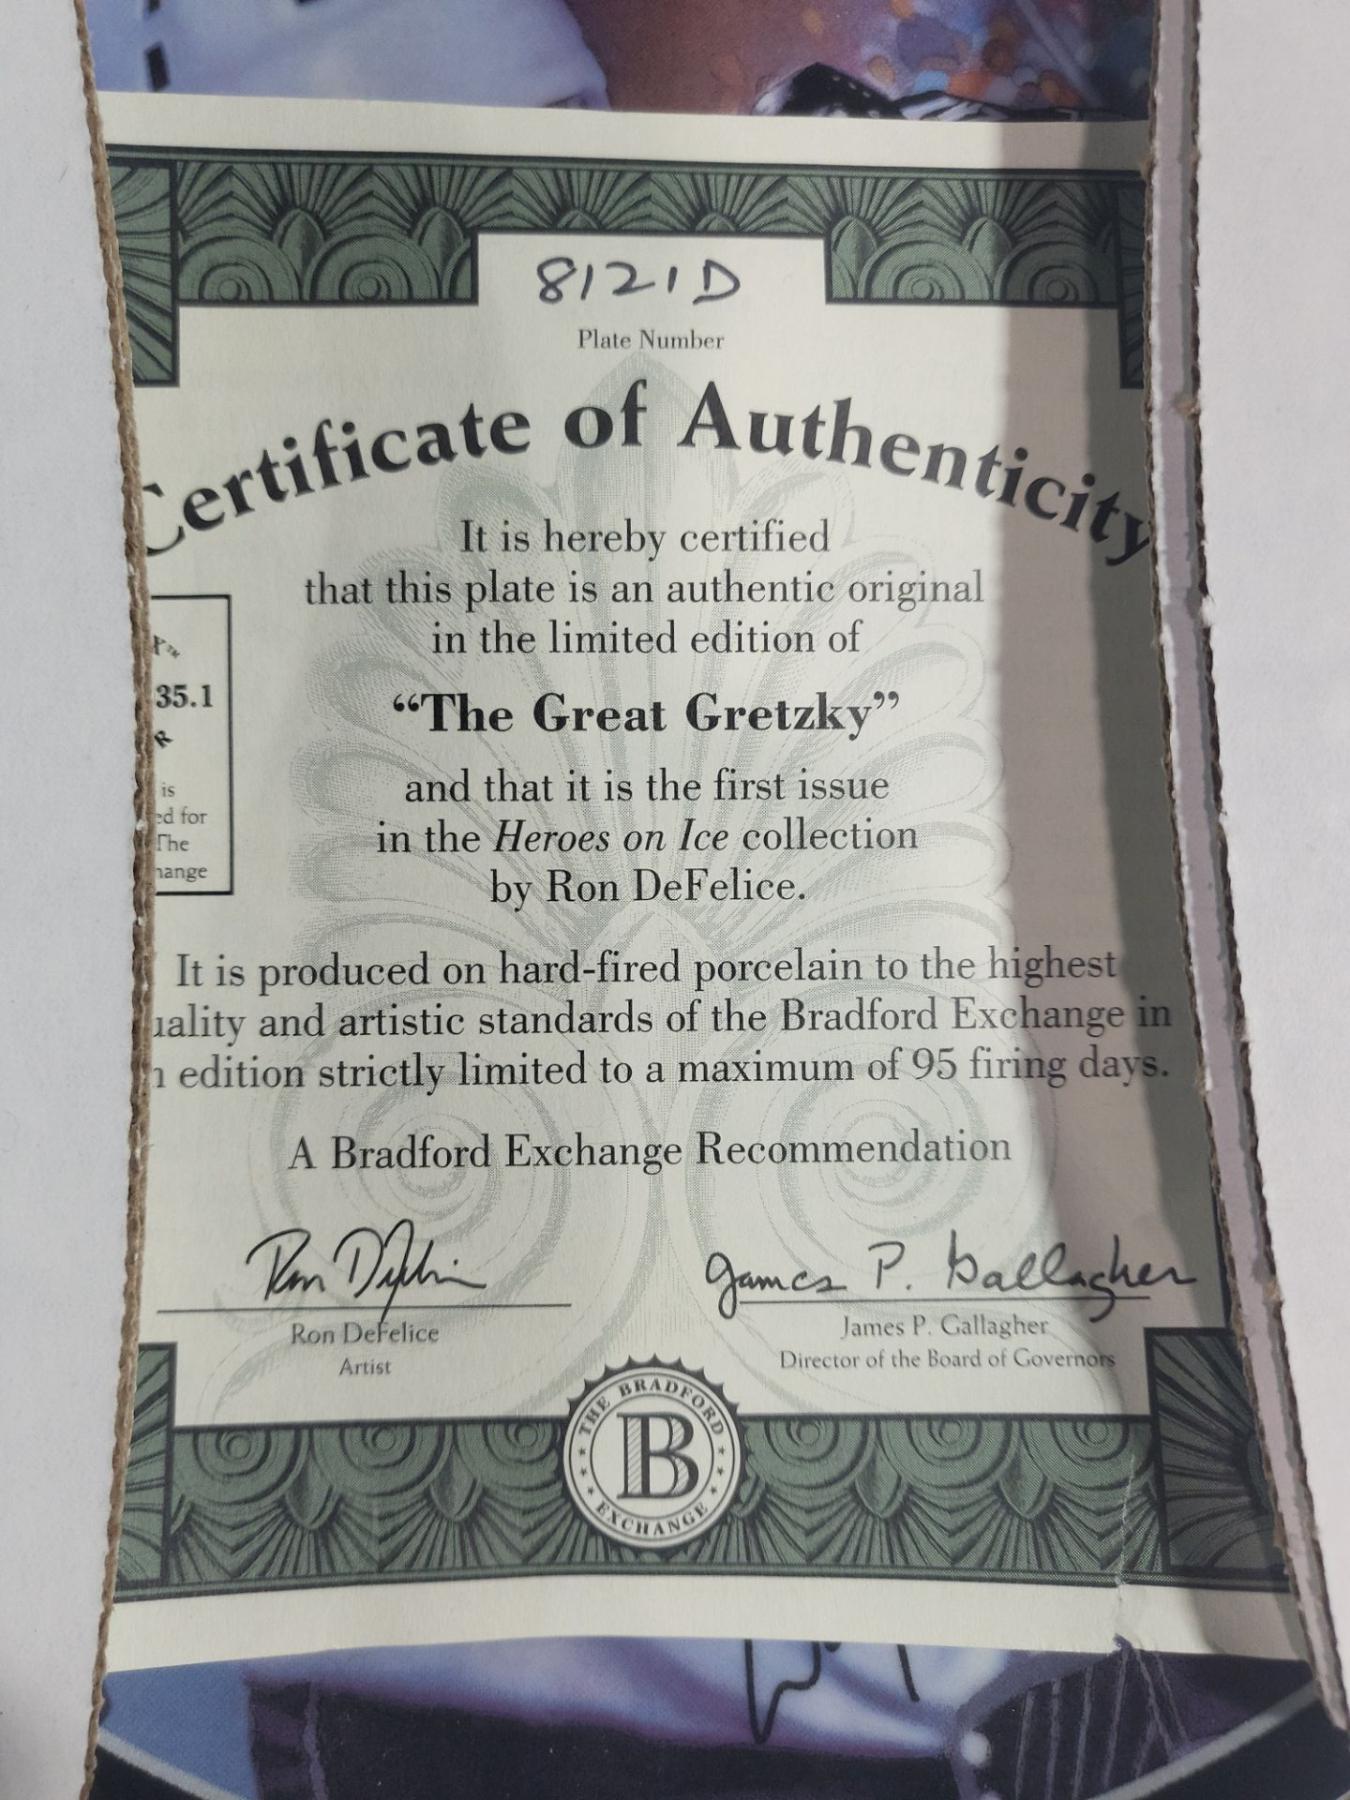 8121D
Plate Number
Certificate of Authenticity
It is hereby certified
that this plate is an authentic original
in the limited edition of
“The Great Gretzky”
and that it is the first issue
in the Heroes on Ice collection
by Ron DeFelice.
35.1
is
ed for
The
hange
It is produced on hard-fired porcelain to the highest
uality and artistic standards of the Bradford Exchange in
n edition strictly limited to a maximum of 95 firing days.
A Bradford Exchange Recommendation
Ron DeFelice
James P. Gallagher
Ron DeFelice
Artist
James P. Gallagher
Director of the Board of Governors
THE BRADFORD
B
EXCHANGE